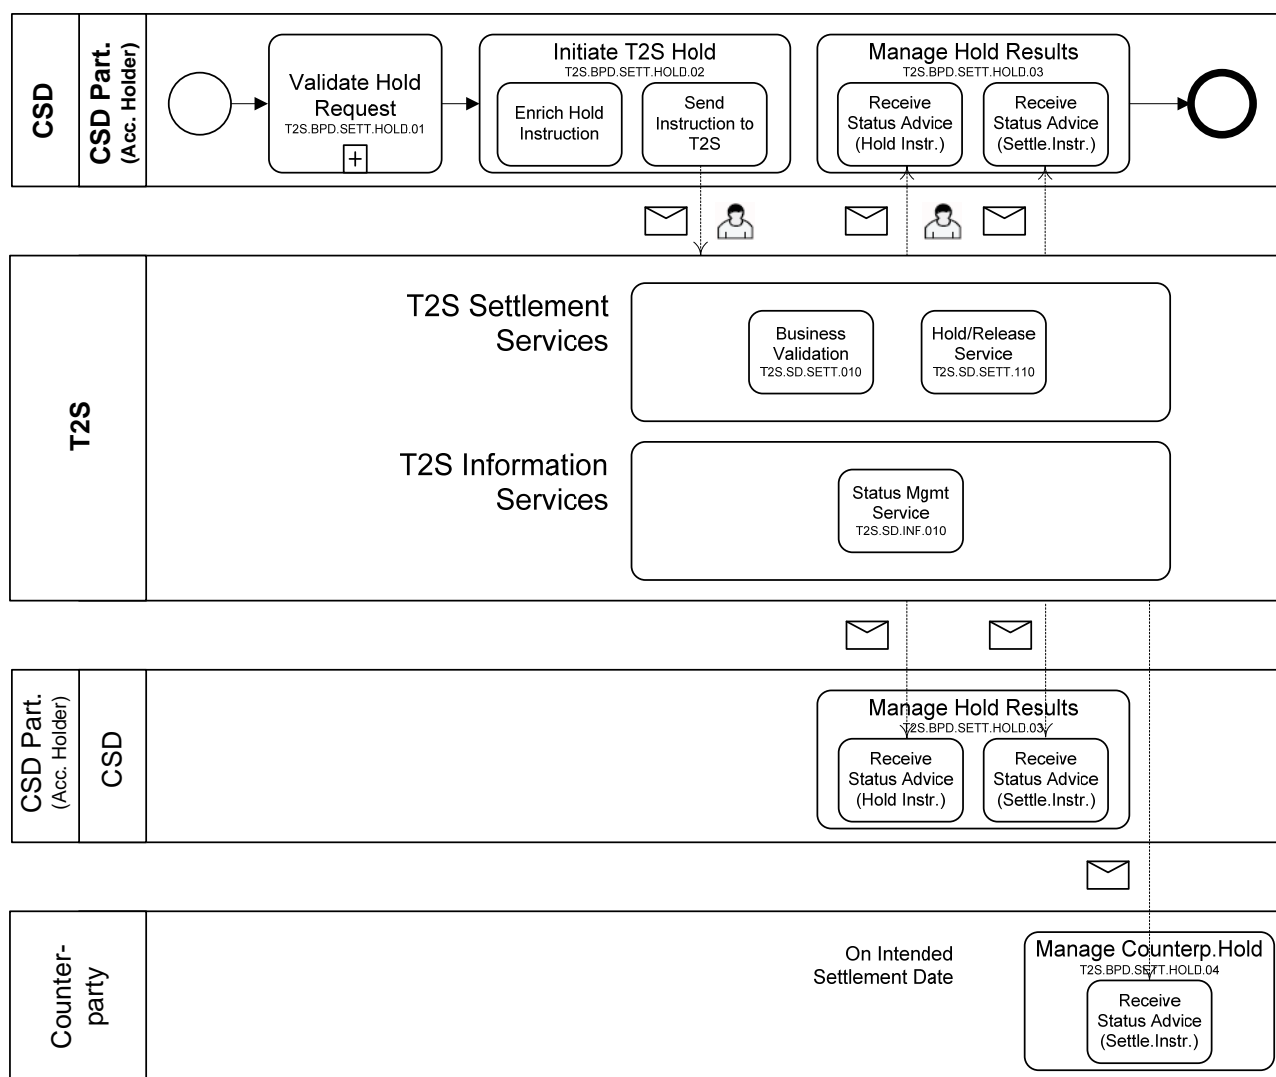 CSD
CSD Part.
(Acc. Holder)
Validate Hold
Request
T2S.BPD.SETT.HOLD.01
+
Initiate T2S Hold
T2S.BPD.SETT.HOLD.02
Enrich Hold
Instruction
Send
Instruction to
T2S
Manage Hold Results
T2S.BPD.SETT.HOLD.03
Receive
Status Advice
(Hold Instr.)
Receive
Status Advice
(Settle.Instr.)
T2S
T2S Settlement
Services
Business
Validation
T2S.SD.SETT.010
Hold/Release
Service
T2S.SD.SETT.110
T2S Information
Services
Status Mgmt
Service
T2S.SD.INF.010
CSD Part.
(Acc. Holder)
CSD
Manage Hold Results
T2S.BPD.SETT.HOLD.03
Receive
Status Advice
(Hold Instr.)
Receive
Status Advice
(Settle.Instr.)
Counter-
party
On Intended
Settlement Date
Manage Counterp.Hold
T2S.BPD.SETT.HOLD.04
Receive
Status Advice
(Settle.Instr.)